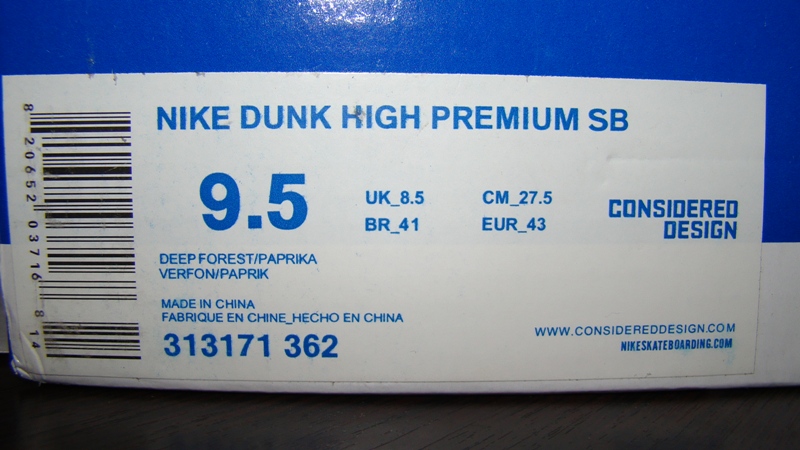 NIKE DUNK HIGH PREMIUM SB
9.5
UK_8.5 CM_27.5
BR_41 EUR_43
CONSIDERED
DESIGN
DEEP FOREST/PAPRIKA
VERFON/PAPRIK
MADE IN CHINA
FABRIQUE EN CHINE_HECHO EN CHINA
313171 362
WWW.CONSIDEREDDESIGN.COM
NIKESKATEBOARDING.COM
8 20652 03716 8 14